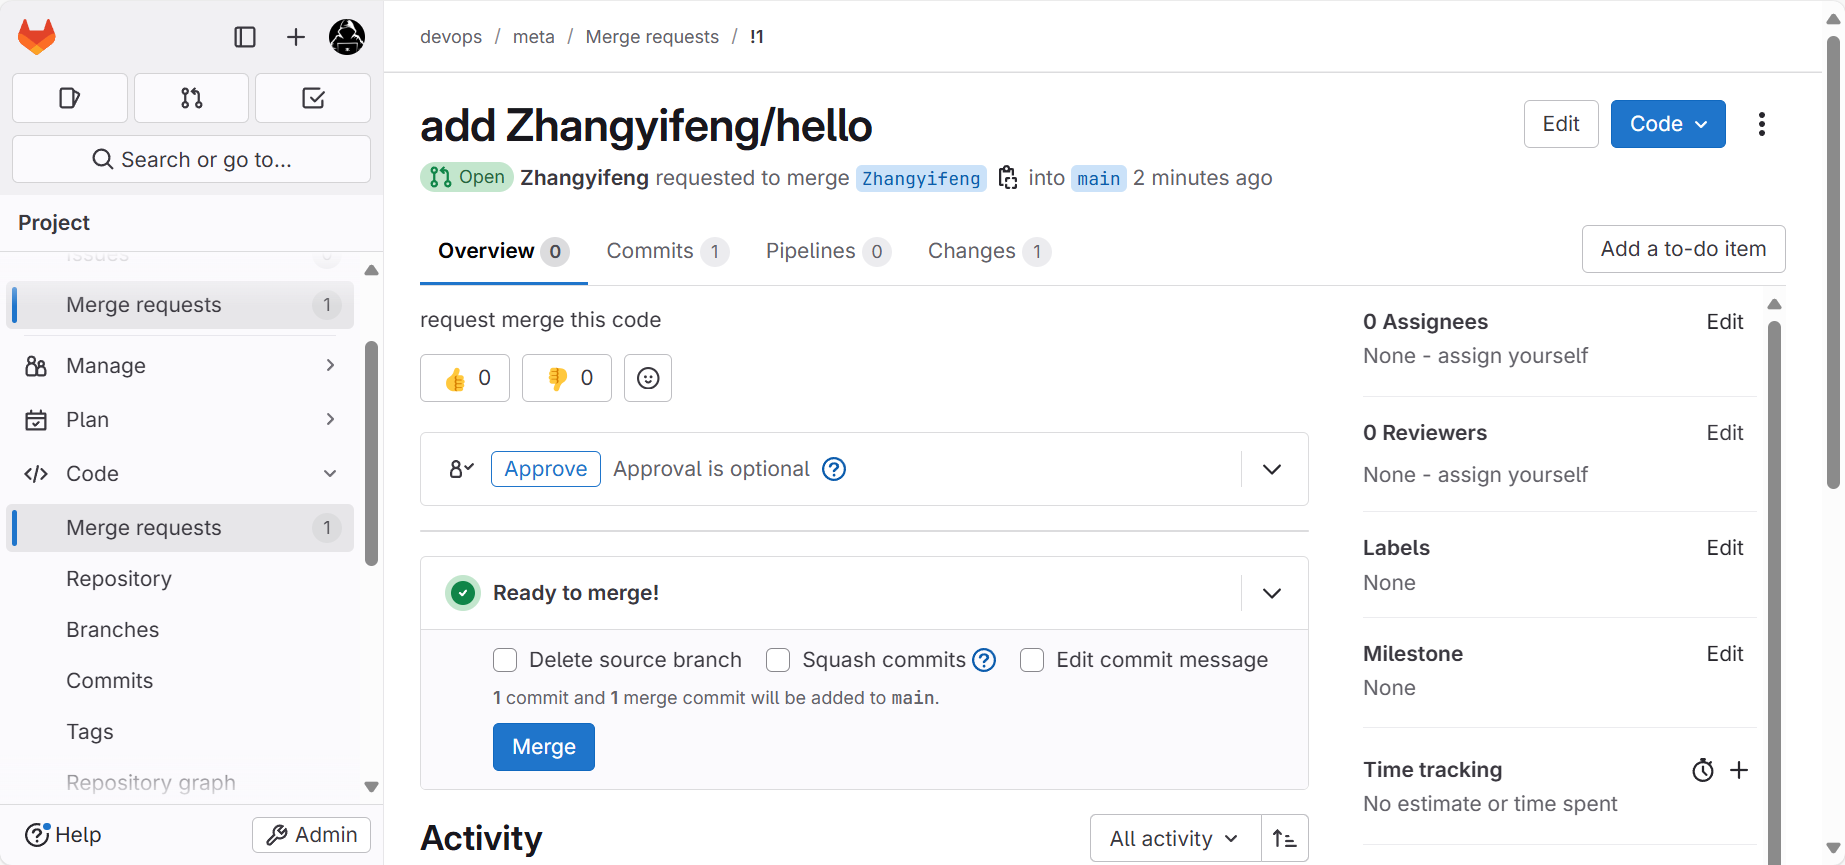 devops / meta / Merge requests / !1
Search or go to...
Project
Issues 0
Merge requests 1
Manage
Plan
Code
Merge requests 1
Repository
Branches
Commits
Tags
Repository graph
Help
Admin
add Zhangyifeng/hello
Edit
Code
Open Zhangyifeng requested to merge Zhangyifeng into main 2 minutes ago
Overview 0
Commits 1
Pipelines 0
Changes 1
Add a to-do item
request merge this code
0
0
Approve Approval is optional ?
Ready to merge!
Delete source branch
Squash commits ?
Edit commit message
1 commit and 1 merge commit will be added to main.
Merge
Activity
All activity
0 Assignees Edit
None - assign yourself
0 Reviewers Edit
None - assign yourself
Labels Edit
None
Milestone Edit
None
Time tracking
No estimate or time spent